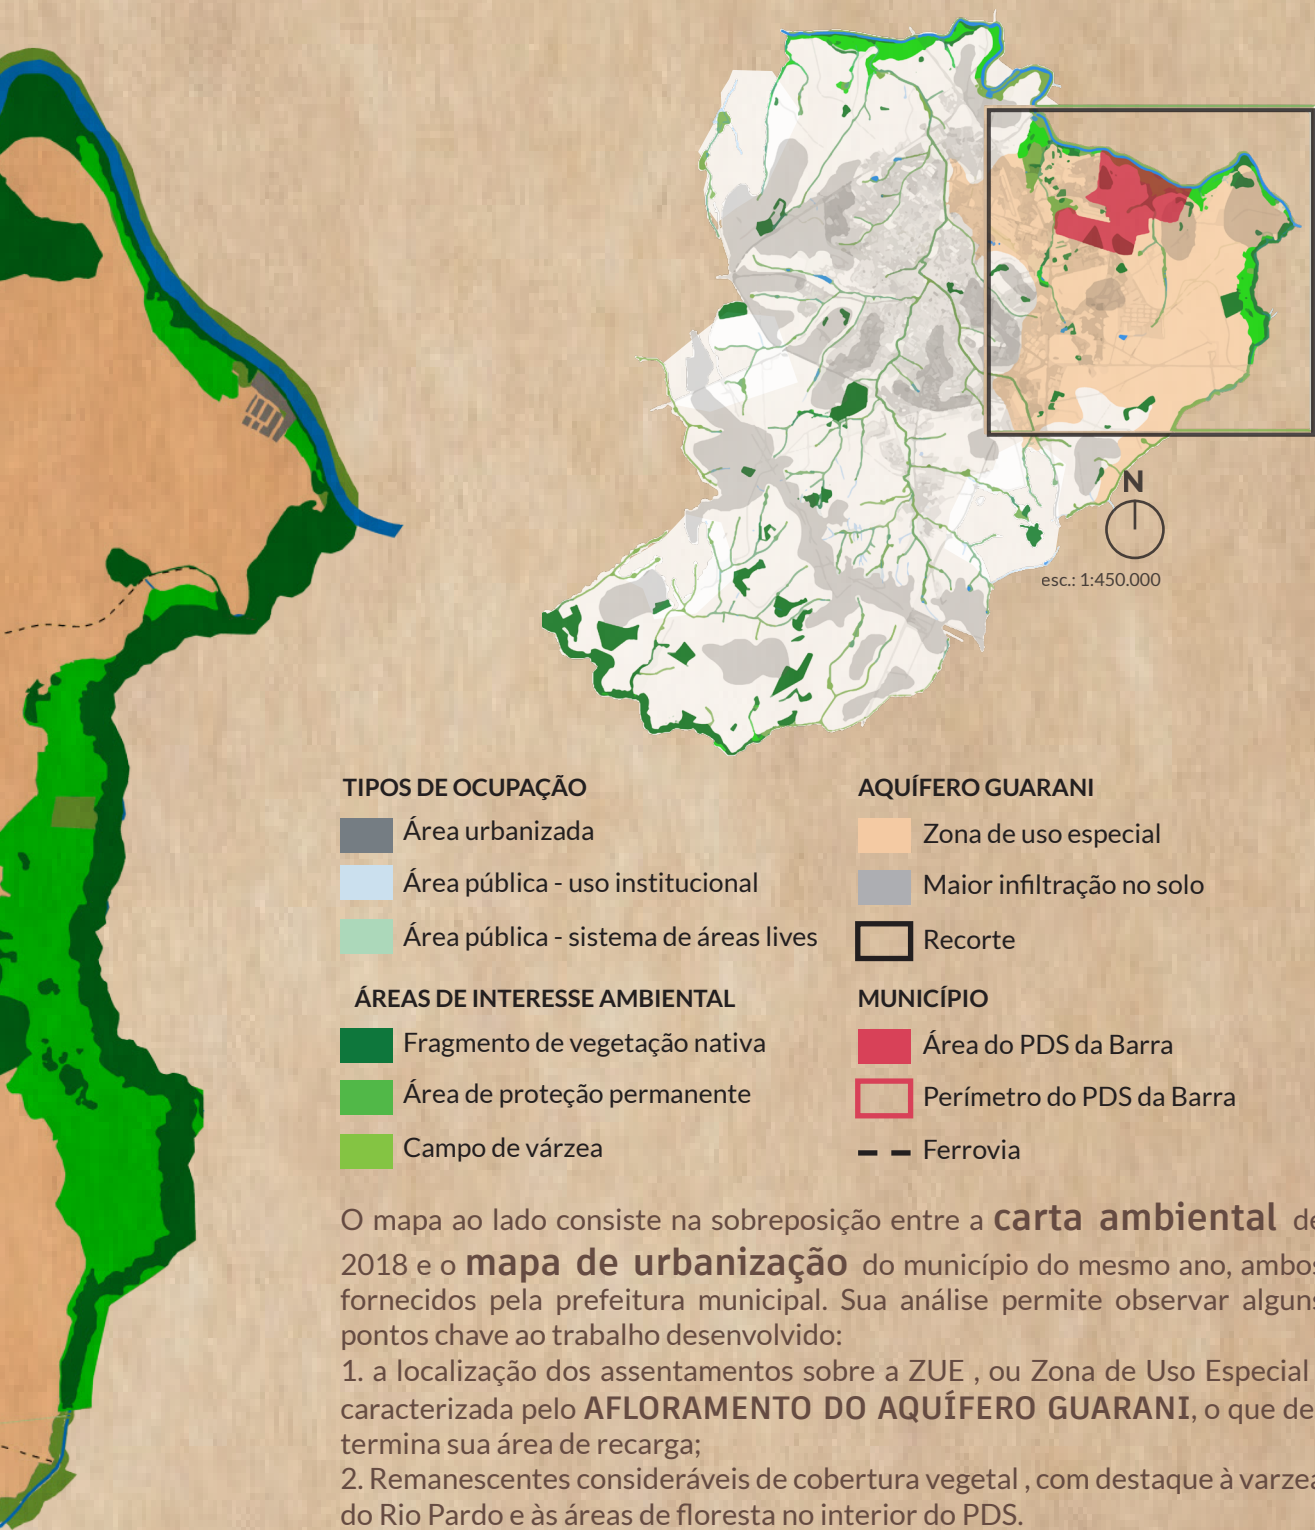 N
esc.: 1:450.000
TIPOS DE OCUPAÇÃO
Área urbanizada
Área pública - uso institucional
Área pública - sistema de áreas lives
ÁREAS DE INTERESSE AMBIENTAL
Fragmento de vegetação nativa
Área de proteção permanente
Campo de várzea
AQUÍFERO GUARANI
Zona de uso especial
Maior infiltração no solo
Recorte
MUNICÍPIO
Área do PDS da Barra
Perímetro do PDS da Barra
Ferrovia
O mapa ao lado consiste na sobreposição entre a carta ambiental de
2018 e o mapa de urbanização do município do mesmo ano, ambos
fornecidos pela prefeitura municipal. Sua análise permite observar alguns
pontos chave ao trabalho desenvolvido:
1. a localização dos assentamentos sobre a ZUE , ou Zona de Uso Especial
caracterizada pelo AFLORAMENTO DO AQUÍFERO GUARANI, o que de
termina sua área de recarga;
2. Remanescentes consideráveis de cobertura vegetal , com destaque à varzea
do Rio Pardo e às áreas de floresta no interior do PDS.